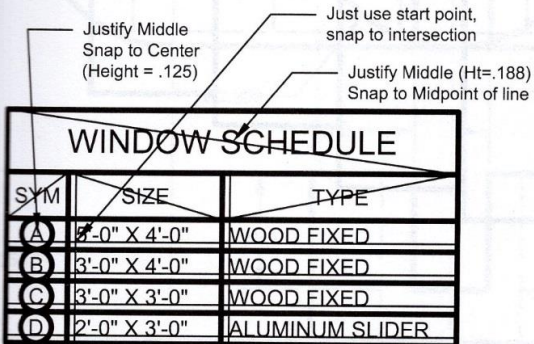 Justify Middle
Snap to Center
(Height = .125)
Just use start point,
snap to intersection
Justify Middle (Ht=.188)
Snap to Midpoint of line
WINDOW SCHEDULE
SYM SIZE TYPE
A 5'-0" X 4'-0" WOOD FIXED
B 3'-0" X 4'-0" WOOD FIXED
C 3'-0" X 3'-0" WOOD FIXED
D 2'-0" X 3'-0" ALUMINUM SLIDER